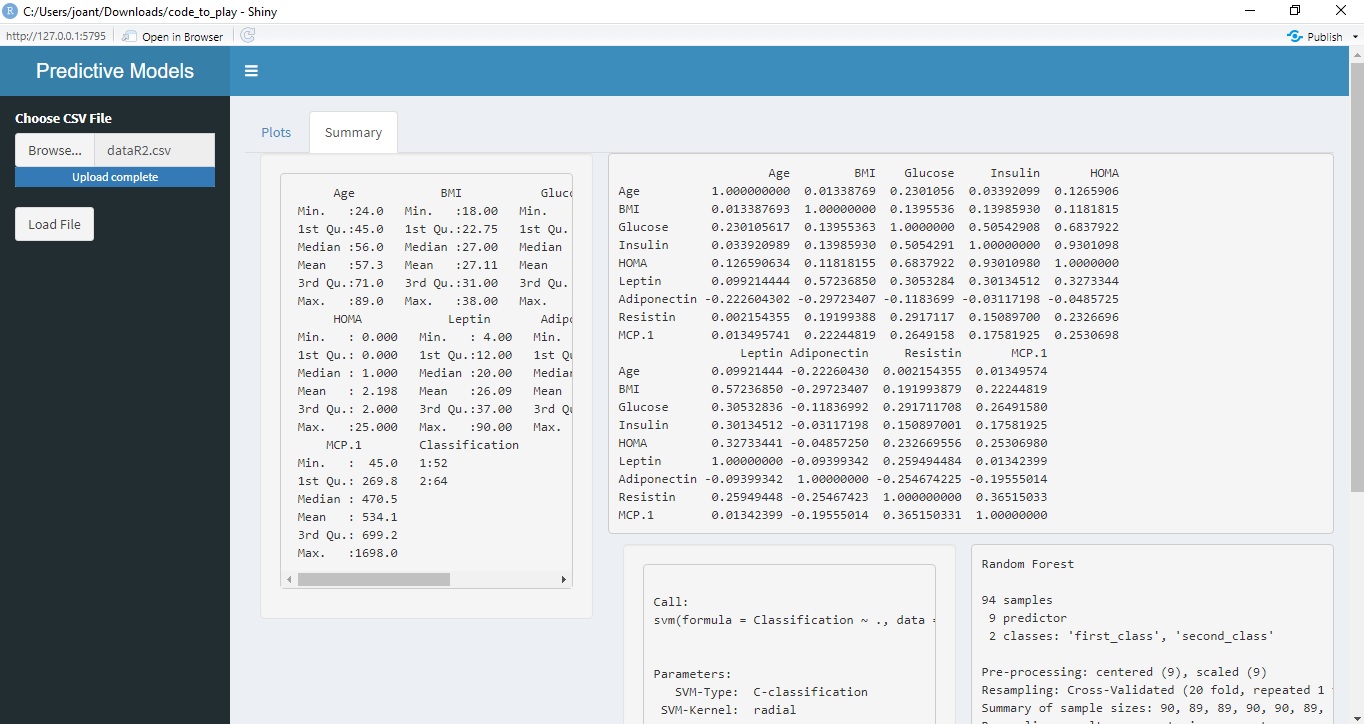 C:/Users/joant/Downloads/code_to_play - Shiny
http://127.0.0.1:5795 Open in Browser Publish
Predictive Models
Choose CSV File
Browse... dataR2.csv
Upload complete
Load File
Plots Summary
Age BMI Gluc
Min. :24.0 Min. :18.00 Min.
1st Qu.:45.0 1st Qu.:22.75 1st Qu.
Median :56.0 Median :27.00 Median
Mean :57.3 Mean :27.11 Mean
3rd Qu.:71.0 3rd Qu.:31.00 3rd Qu.
Max. :89.0 Max. :38.00 Max.
HOMA Leptin Adip
Min. : 0.000 Min. : 4.00 Min.
1st Qu.: 0.000 1st Qu.:12.00 1st Qu
Median : 1.000 Median :20.00 Media
Mean : 2.198 Mean :26.09 Mean
3rd Qu.: 2.000 3rd Qu.:37.00 3rd Qu
Max. :25.000 Max. :90.00 Max.
MCP.1 Classification
Min. : 45.0 1:52
1st Qu.: 269.8 2:64
Median : 470.5
Mean : 534.1
3rd Qu.: 699.2
Max. :1698.0
Age BMI Glucose Insulin HOMA
Age 1.000000000 0.01338769 0.2301056 0.03392099 0.1265906
BMI 0.013387693 1.00000000 0.1395536 0.13985930 0.1181815
Glucose 0.230105617 0.13955363 1.0000000 0.50542908 0.6837922
Insulin 0.033920989 0.13985930 0.5054291 1.00000000 0.9301098
HOMA 0.126590634 0.11818155 0.6837922 0.93010980 1.0000000
Leptin 0.099214444 0.57236850 0.3053284 0.30134512 0.3273344
Adiponectin -0.222604302 -0.29723407 -0.1183699 -0.03117198 -0.0485725
Resistin 0.002154355 0.19199388 0.2917117 0.15089700 0.2326696
MCP.1 0.013495741 0.22244819 0.2649158 0.17581925 0.2530698
Leptin Adiponectin Resistin MCP.1
Age 0.09921444 -0.22260430 0.002154355 0.01349574
BMI 0.57236850 -0.29723407 0.191993879 0.22244819
Glucose 0.30532836 -0.11836992 0.291711708 0.26491580
Insulin 0.30134512 -0.03117198 0.150897001 0.17581925
HOMA 0.32733441 -0.04857250 0.232669556 0.25306980
Leptin 1.00000000 -0.09399342 0.259494484 0.01342399
Adiponectin -0.09399342 1.00000000 -0.254674225 -0.19555014
Resistin 0.25949448 -0.25467423 1.000000000 0.36515033
MCP.1 0.01342399 -0.19555014 0.365150331 1.00000000
Call:
svm(formula = Classification ~ ., data =
Parameters:
SVM-Type: C-classification
SVM-Kernel: radial
Random Forest
94 samples
9 predictor
2 classes: 'first_class', 'second_class'
Pre-processing: centered (9), scaled (9)
Resampling: Cross-Validated (20 fold, repeated 1
Summary of sample sizes: 90, 89, 89, 90, 90, 89,